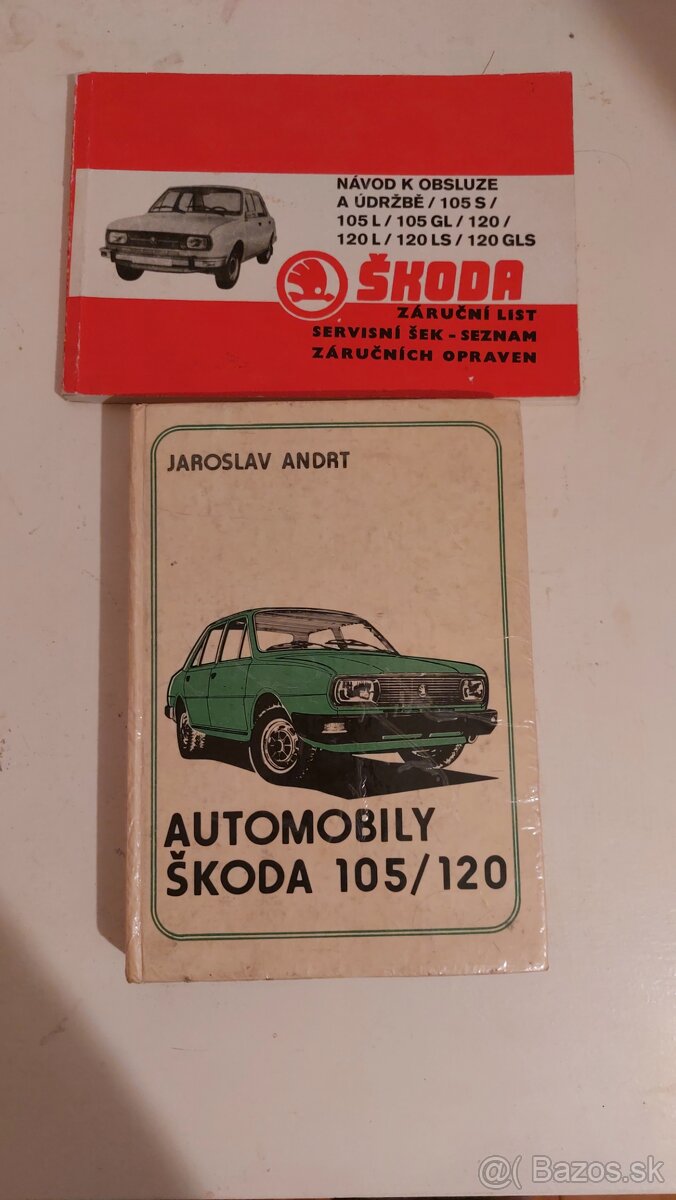 NÁVOD K OBSLUZE
A ÚDRŽBĚ / 105 S /
105 L / 105 GL / 120 /
120 L / 120 LS / 120 GLS
ŠKODA
ZÁRUČNÍ LIST
SERVISNÍ ŠEK - SEZNAM
ZÁRUČNÍCH OPRAVEN
JAROSLAV ANDRT
AUTOMOBILY
ŠKODA 105/120
@( Bazos.sk